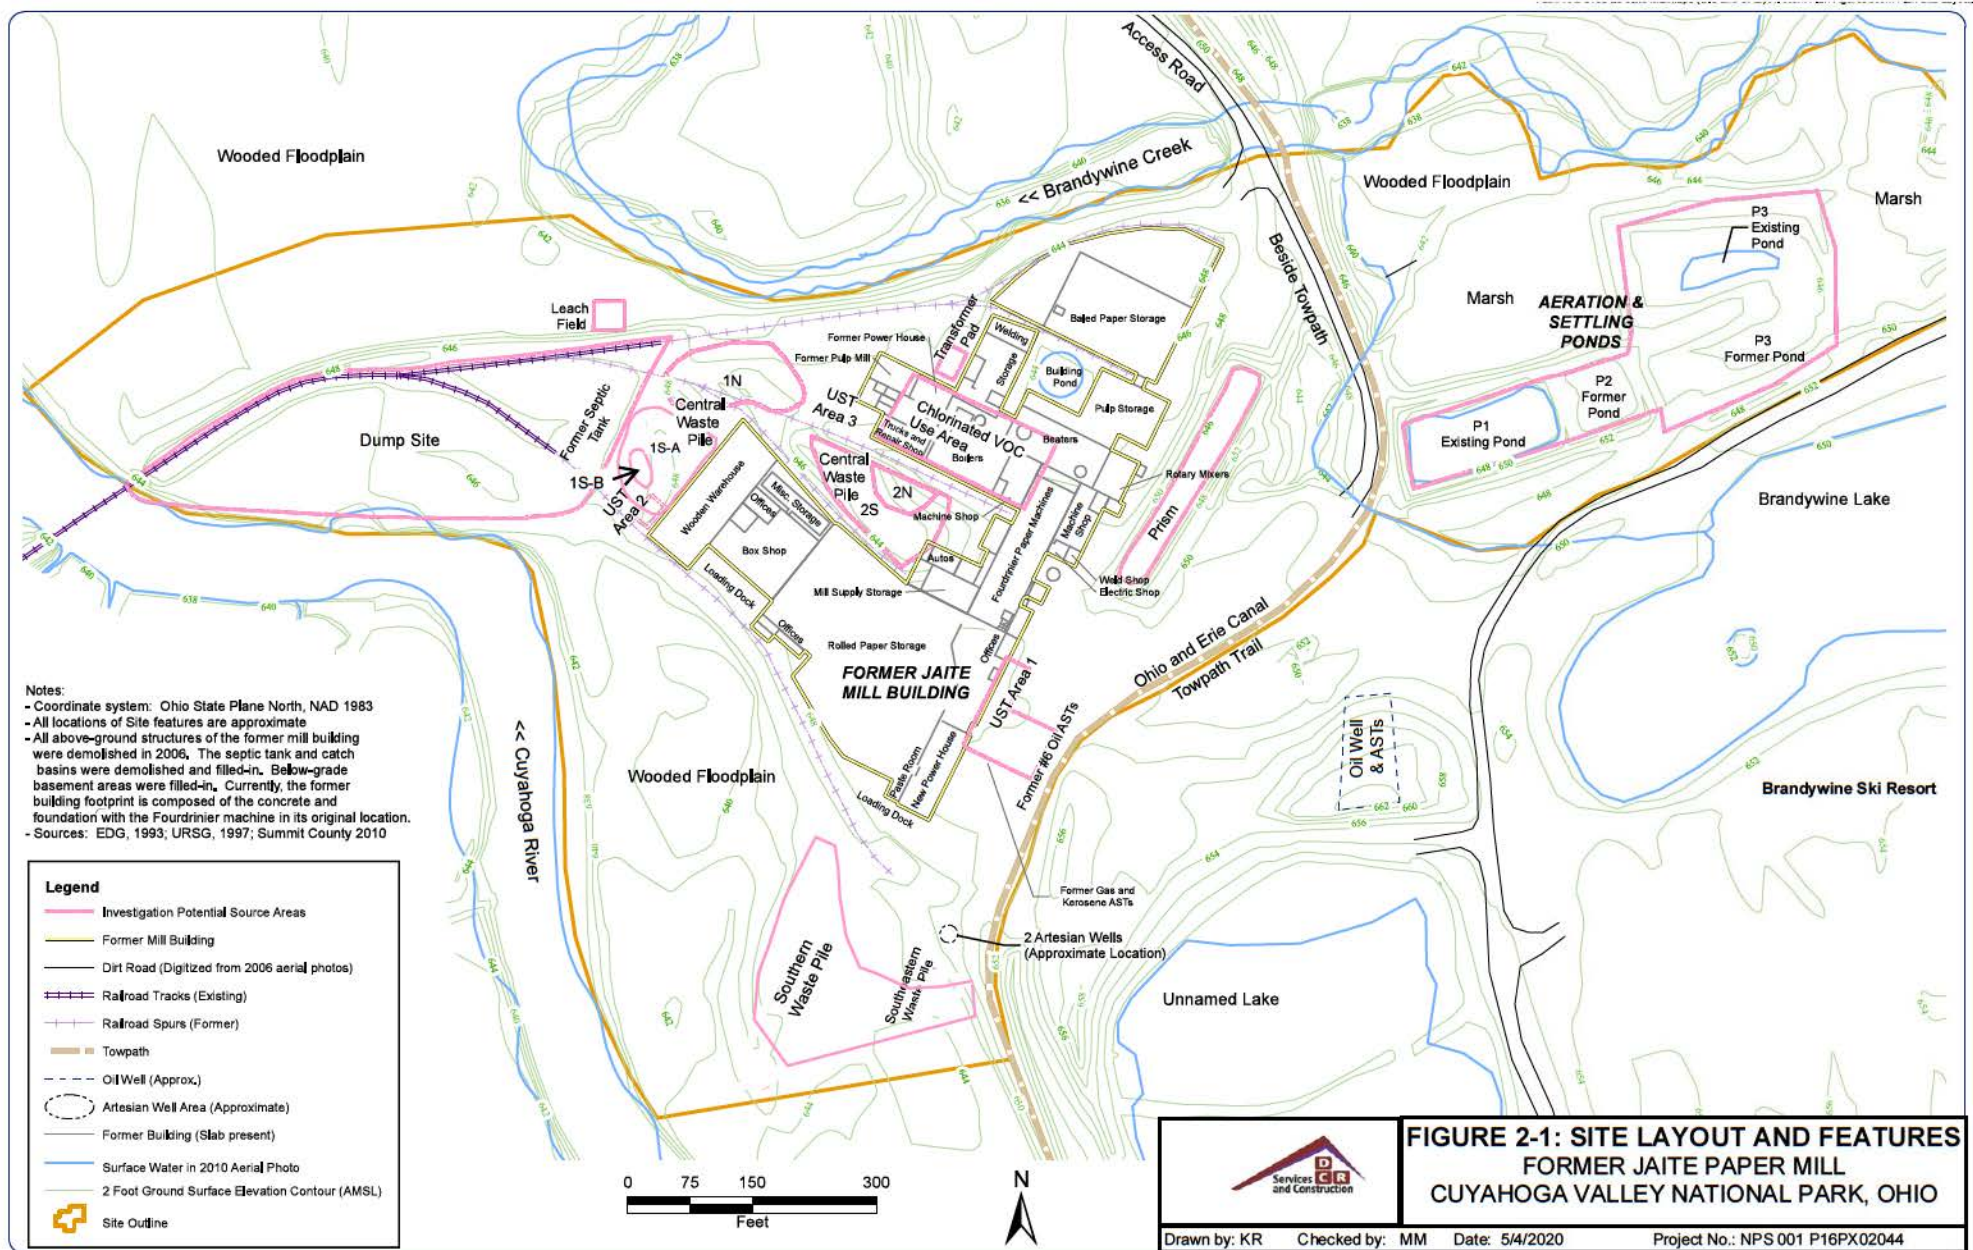 Access Road
Wooded Floodplain
<< Brandywine Creek
Wooded Floodplain
Marsh
P3
Existing
Pond
Beside Towpath
Marsh
AERATION &
SETTLING
PONDS
Leach
Field
Transformer
Pad
Welding
Baled Paper Storage
Former Power House
Former Pulp Mill
Storage
Building
Pond
P3
Former Pond
1N
UST
Area 3
P2
Former
Pond
Central
Waste
Pile
Chlorinated VOC
Use Area
Pulp Storage
Former Septic
Tank
Dump Site
1S-A
Trucks and
Repair Shop
Boilers
Beaters
P1
Existing Pond
Central
Waste
Pile
2N
2S
1S-B
UST
Area 2
Wooden Warehouse
Misc. Storage
Offices
Machine Shop
Rotary Mixers
Machine
Shop
Prism
Brandywine Lake
Box Shop
Autos
Fourdrinier Paper Machines
Loading Dock
Mill Supply Storage
Weld Shop
Electric Shop
Offices
Rolled Paper Storage
Offices
Ohio and Erie Canal
Towpath Trail
FORMER JAITE
MILL BUILDING
UST Area 1
Oil Well
& ASTs
Former #6 Oil ASTs
Paste Room
New Power House
Loading Dock
Wooded Floodplain
<< Cuyahoga River
Brandywine Ski Resort
Former Gas and
Kerosene ASTs
2 Artesian Wells
(Approximate Location)
Southern
Waste Pile
Southeastern
Waste Pile
Unnamed Lake
Notes:
- Coordinate system: Ohio State Plane North, NAD 1983
- All locations of Site features are approximate
- All above-ground structures of the former mill building
were demolished in 2006. The septic tank and catch
basins were demolished and filled-in. Below-grade
basement areas were filled-in. Currently, the former
building footprint is composed of the concrete and
foundation with the Fourdrinier machine in its original location.
- Sources: EDG, 1993; URSG, 1997; Summit County 2010
Legend
Investigation Potential Source Areas
Former Mill Building
Dirt Road (Digitized from 2006 aerial photos)
Railroad Tracks (Existing)
Railroad Spurs (Former)
Towpath
Oil Well (Approx.)
Artesian Well Area (Approximate)
Former Building (Slab present)
Surface Water in 2010 Aerial Photo
2 Foot Ground Surface Elevation Contour (AMSL)
Site Outline
0 75 150 300
Feet
N
DCR
Services
and Construction
FIGURE 2-1: SITE LAYOUT AND FEATURES
FORMER JAITE PAPER MILL
CUYAHOGA VALLEY NATIONAL PARK, OHIO
Drawn by: KR Checked by: MM Date: 5/4/2020 Project No.: NPS 001 P16PX02044